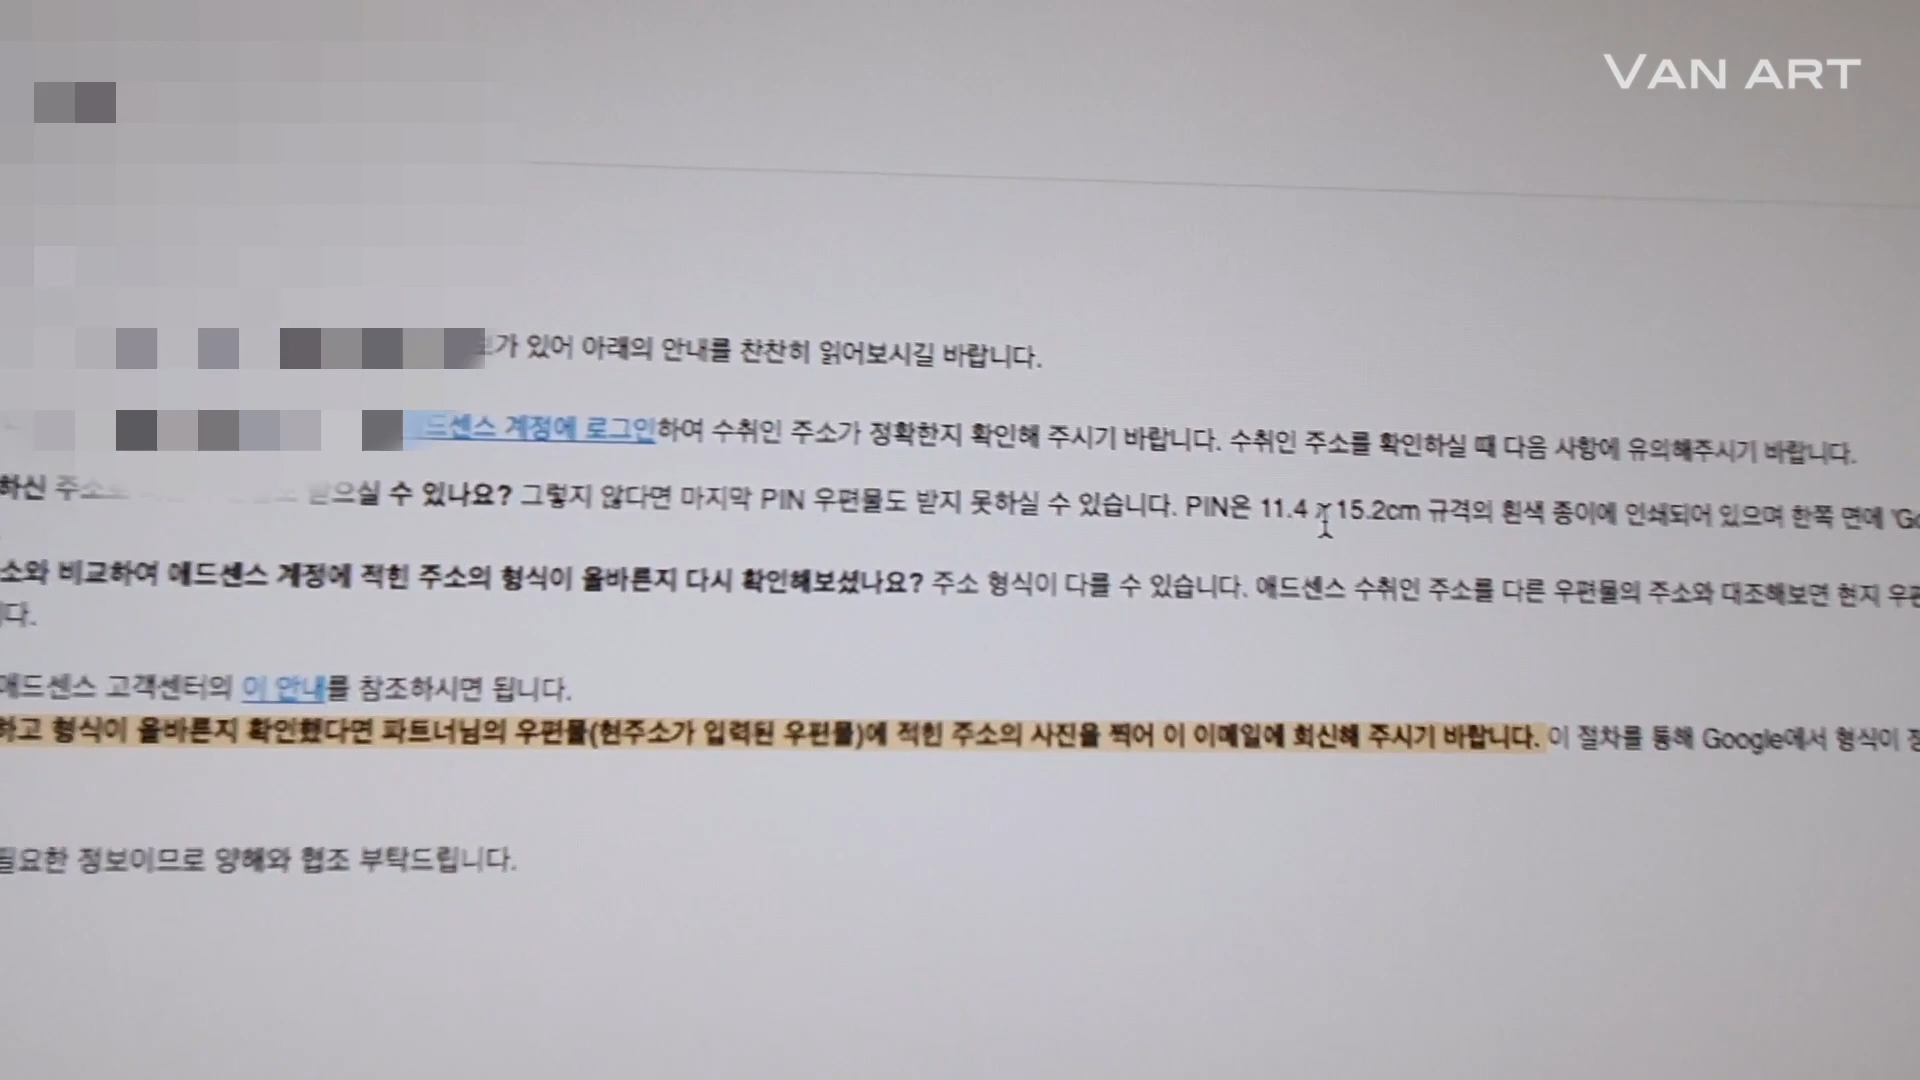 VAN ART
가 있어 아래의 안내를 찬찬히 읽어보시길 바랍니다.
드센스 계정에 로그인하여 수취인 주소가 정확한지 확인해 주시기 바랍니다. 수취인 주소를 확인하실 때 다음 사항에 유의해주시기 바랍니다.
하신 받으실 수 있나요? 그렇지 않다면 마지막 PIN 우편물도 받지 못하실 수 있습니다. PIN은 11.4 x 15.2cm 규격의 흰색 종이에 인쇄되어 있으며 한쪽 면에 'Go
소와 비교하여 애드센스 계정에 적힌 주소의 형식이 올바른지 다시 확인해보셨나요? 주소 형식이 다를 수 있습니다. 애드센스 수취인 주소를 다른 우편물의 주소와 대조해보면 현지 우편
다.
애드센스 고객센터의 이 안내를 참조하시면 됩니다.
하고 형식이 올바른지 확인했다면 파트너님의 우편물(현주소가 입력된 우편물)에 적힌 주소의 사진을 찍어 이 이메일에 회신해 주시기 바랍니다. 이 절차를 통해 Google에서 형식이
필요한 정보이므로 양해와 협조 부탁드립니다.